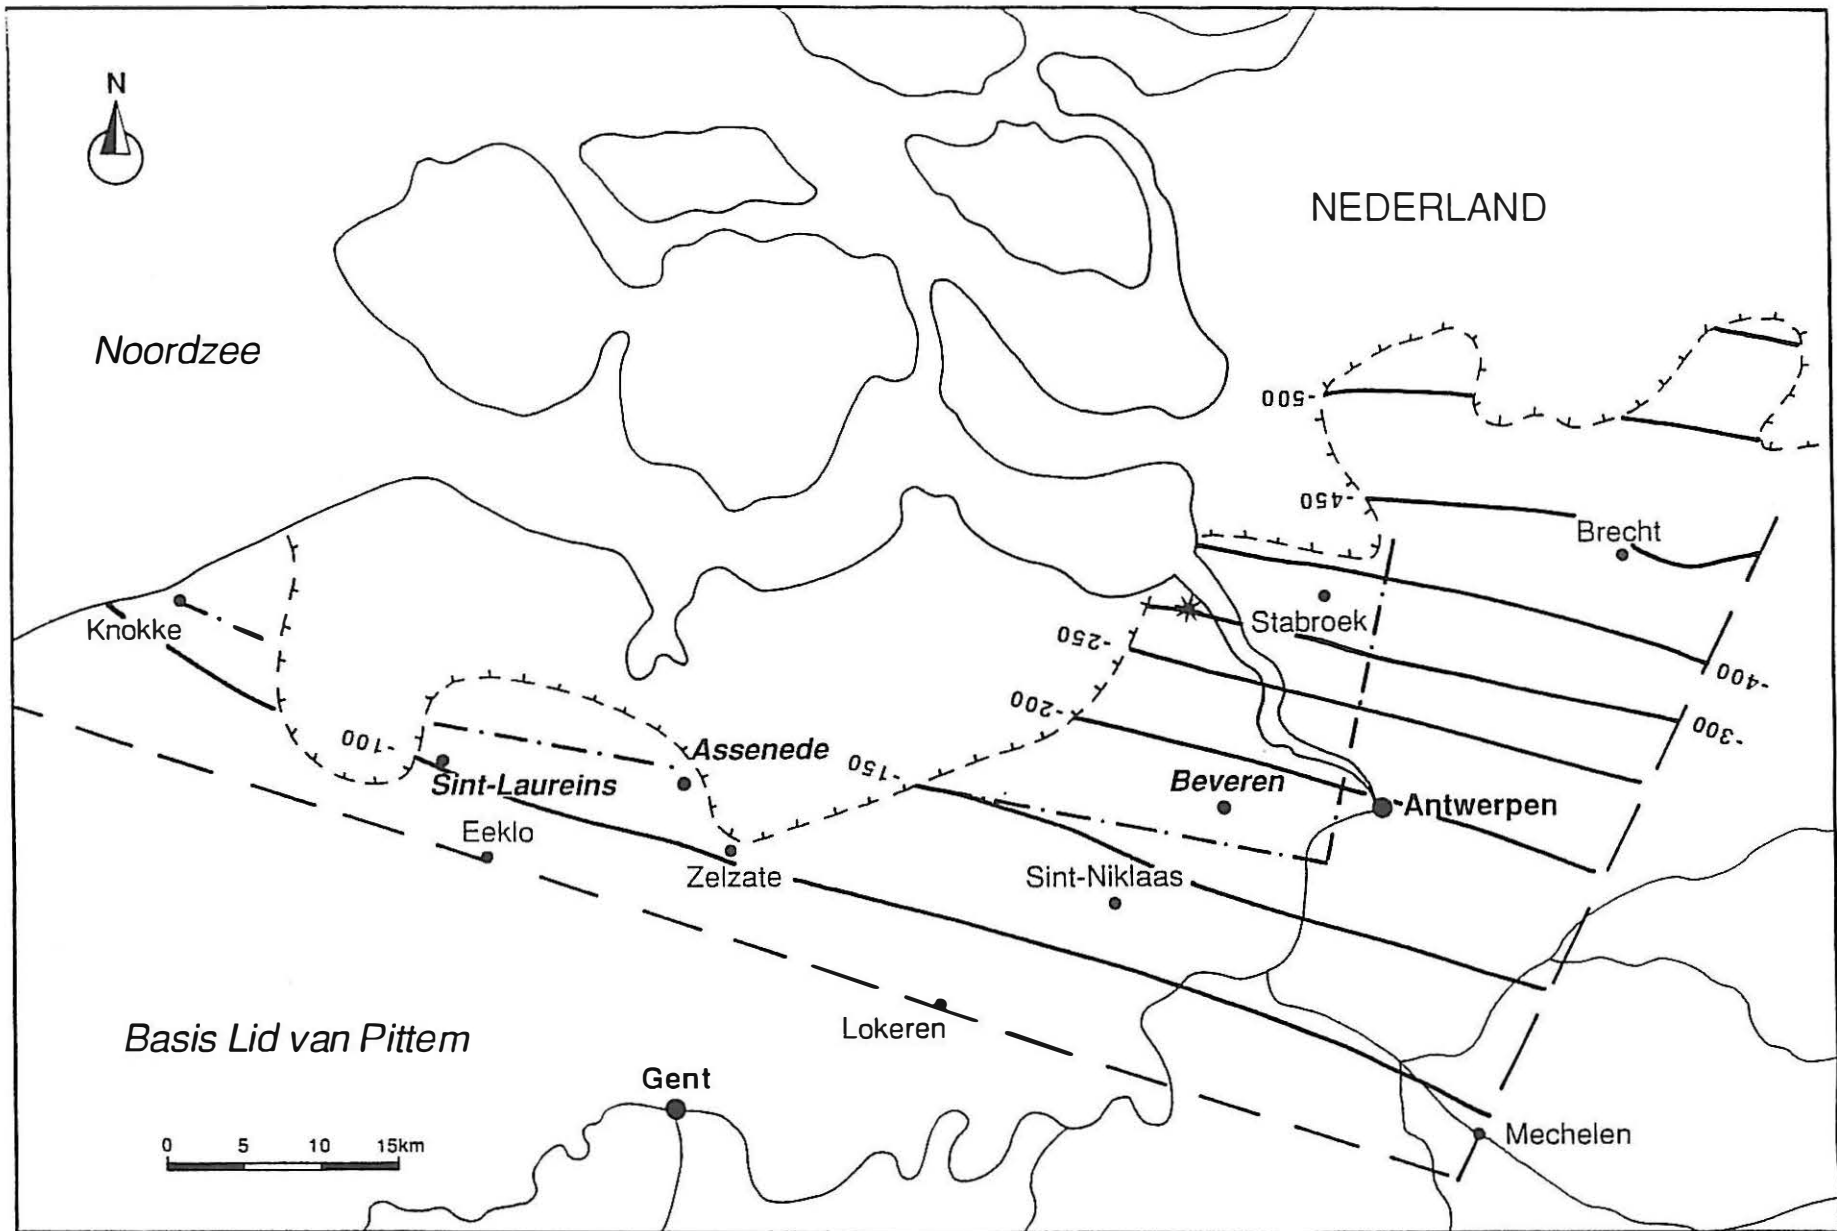 N
NEDERLAND
Noordzee
-500
-450
Brecht
Knokke
Stabroek
-250
-400
-200
-300
-100
Assenede
-150
Sint-Laureins
Beveren
Antwerpen
Eeklo
Zelzate
Sint-Niklaas
Lokeren
Basis Lid van Pittem
Gent
0 5 10 15km
Mechelen